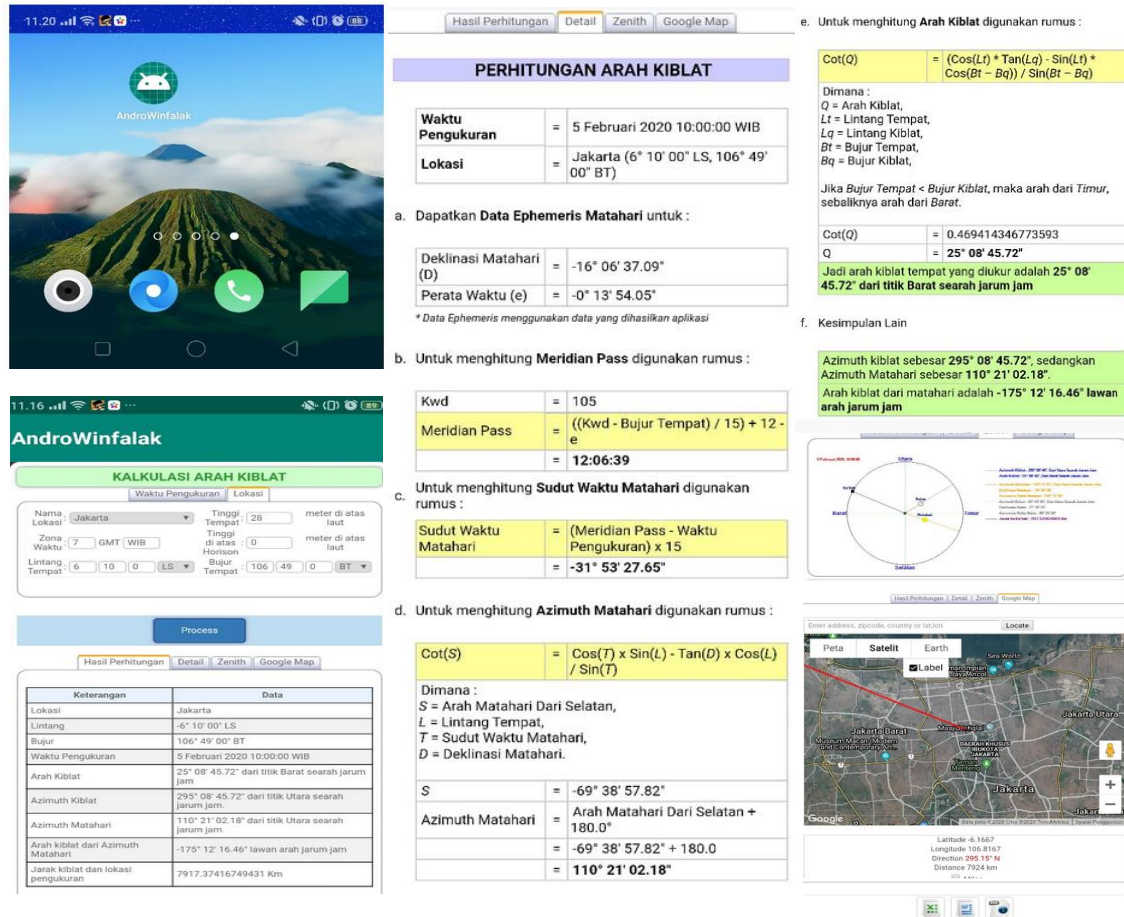 11.20
88
AndroWinfalak
11.16
89
AndroWinfalak
KALKULASI ARAH KIBLAT
Waktu Pengukuran Lokasi
Nama Lokasi : Jakarta Tinggi Tempat : 28 meter di atas laut
Zona Waktu : 7 GMT WIB Tinggi di atas Horison : 0 meter di atas laut
Lintang Tempat : 6 10 0 LS Bujur Tempat : 106 49 0 BT
Process
Hasil Perhitungan Detail Zenith Google Map
Keterangan Data
Lokasi Jakarta
Lintang -6° 10' 00" LS
Bujur 106° 49' 00" BT
Waktu Pengukuran 5 Februari 2020 10:00:00 WIB
Arah Kiblat 25° 08' 45.72" dari titik Barat searah jarum
jam
Azimuth Kiblat 295° 08' 45.72" dari titik Utara searah
jarum jam.
Azimuth Matahari 110° 21' 02.18" dari titik Utara searah
jarum jam.
Arah kiblat dari Azimuth
Matahari -175° 12' 16.46" lawan arah jarum jam
Jarak kiblat dan lokasi
pengukuran 7917.37416749431 Km
Hasil Perhitungan Detail Zenith Google Map
PERHITUNGAN ARAH KIBLAT
Waktu
Pengukuran = 5 Februari 2020 10:00:00 WIB
Lokasi = Jakarta (6° 10' 00" LS, 106° 49'
00" BT)
a. Dapatkan Data Ephemeris Matahari untuk :
Deklinasi Matahari
(D) = -16° 06' 37.09"
Perata Waktu (e) = -0° 13' 54.05"
* Data Ephemeris menggunakan data yang dihasilkan aplikasi
b. Untuk menghitung Meridian Pass digunakan rumus :
Kwd = 105
Meridian Pass = ((Kwd - Bujur Tempat) / 15) + 12 -
e
= 12:06:39
c. Untuk menghitung Sudut Waktu Matahari digunakan
rumus :
Sudut Waktu
Matahari = (Meridian Pass - Waktu
Pengukuran) x 15
= -31° 53' 27.65"
d. Untuk menghitung Azimuth Matahari digunakan rumus :
Cot(S) = Cos(T) x Sin(L) - Tan(D) x Cos(L)
/ Sin(T)
Dimana :
S = Arah Matahari Dari Selatan,
L = Lintang Tempat,
T = Sudut Waktu Matahari,
D = Deklinasi Matahari.
S = -69° 38' 57.82"
Azimuth Matahari = Arah Matahari Dari Selatan +
180.0°
= -69° 38' 57.82" + 180.0
= 110° 21' 02.18"
e. Untuk menghitung Arah Kiblat digunakan rumus :
Cot(Q) = (Cos(Lt) * Tan(Lq) - Sin(Lt) *
Cos(Bt – Bq)) / Sin(Bt – Bq)
Dimana :
Q = Arah Kiblat,
Lt = Lintang Tempat,
Lq = Lintang Kiblat,
Bt = Bujur Tempat,
Bq = Bujur Kiblat,
Jika Bujur Tempat < Bujur Kiblat, maka arah dari Timur,
sebaliknya arah dari Barat.
Cot(Q) = 0.469414346773593
Q = 25° 08' 45.72"
Jadi arah kiblat tempat yang diukur adalah 25° 08'
45.72" dari titik Barat searah jarum jam
f. Kesimpulan Lain
Azimuth kiblat sebesar 295° 08' 45.72", sedangkan
Azimuth Matahari sebesar 110° 21' 02.18".
Arah kiblat dari matahari adalah -175° 12' 16.46" lawan
arah jarum jam
Utara
Barat
Timur
Selatan
Hasil Perhitungan Detail Zenith Google Map
Enter address, zipcode, country or lat,lon Locate
Peta Satelit Earth
Label
Sea World
Jakarta Utara
Jakarta Barat
Museum Macan, Modern
and Contemporary Art...
DAERAH KHUSUS
IBUKOTA
JAKARTA
Taman
Menteng
Jakarta
Google
Latitude -6.1667
Longitude 106.8167
Direction 295.15° N
Distance 7924 km